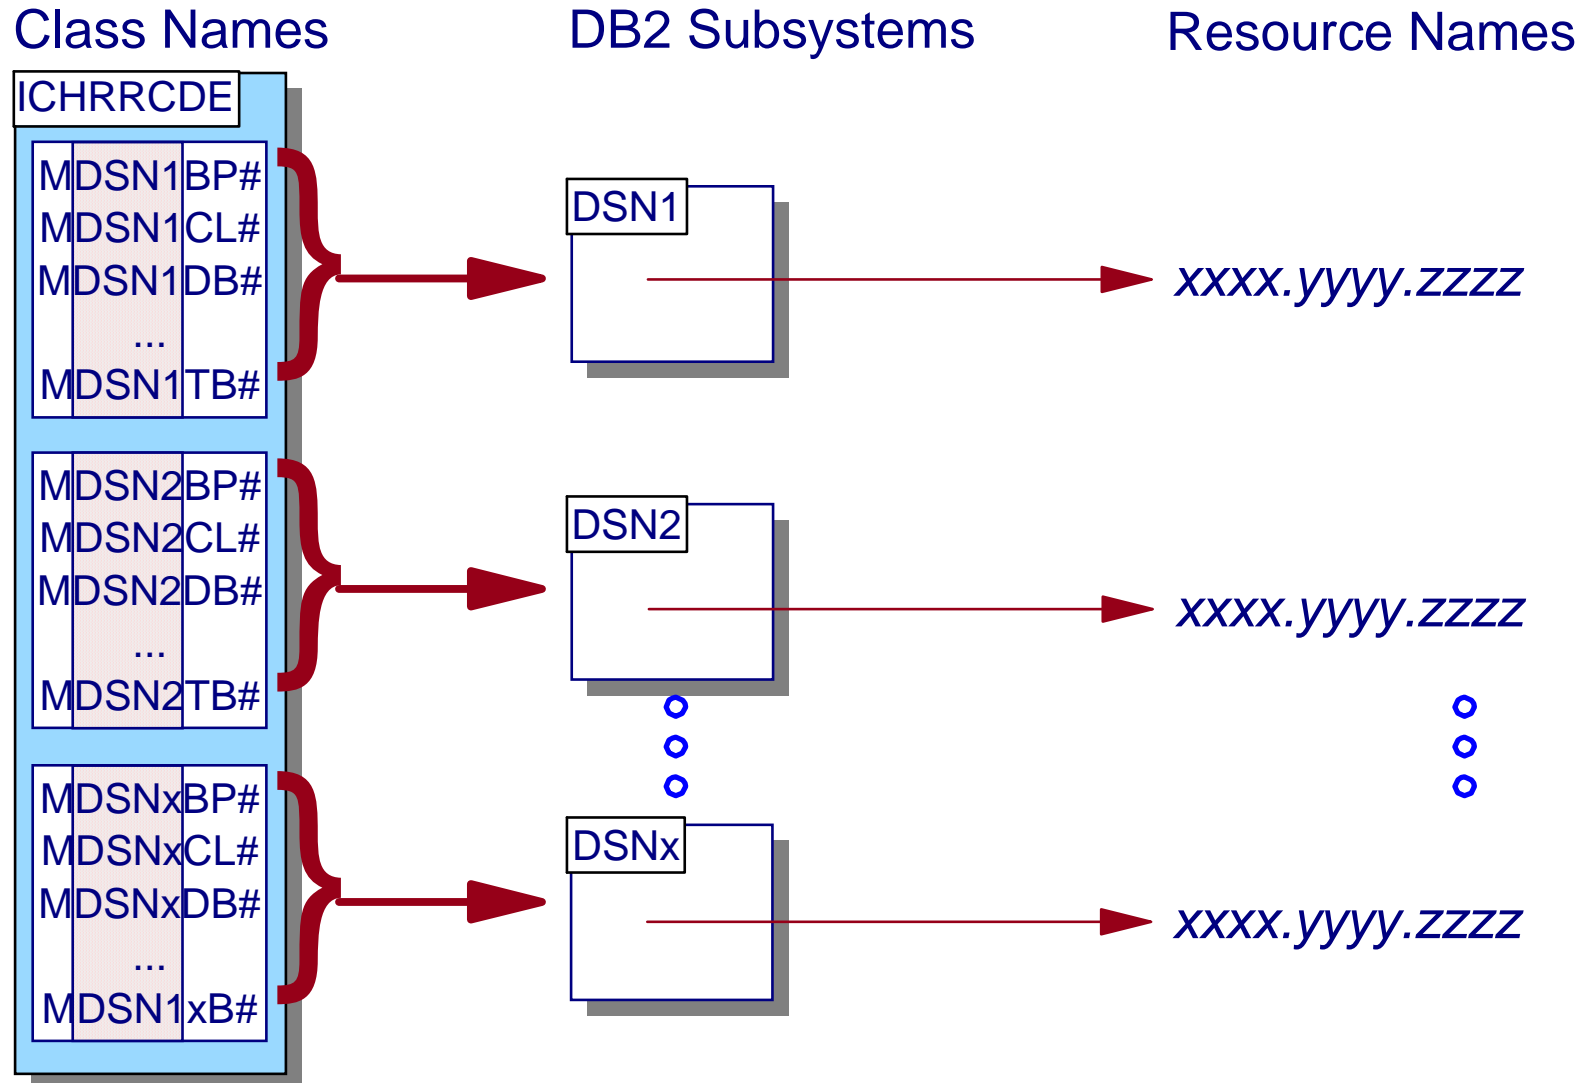 Class Names
DB2 Subsystems
Resource Names
ICHRRCDE
MDSN1BP#
MDSN1CL#
MDSN1DB#
...
MDSN1TB#
DSN1
xxxx.yyyy.zzzz
MDSN2BP#
MDSN2CL#
MDSN2DB#
...
MDSN2TB#
DSN2
xxxx.yyyy.zzzz
MDSNxBP#
MDSNxCL#
MDSNxDB#
...
MDSN1xB#
DSNx
xxxx.yyyy.zzzz